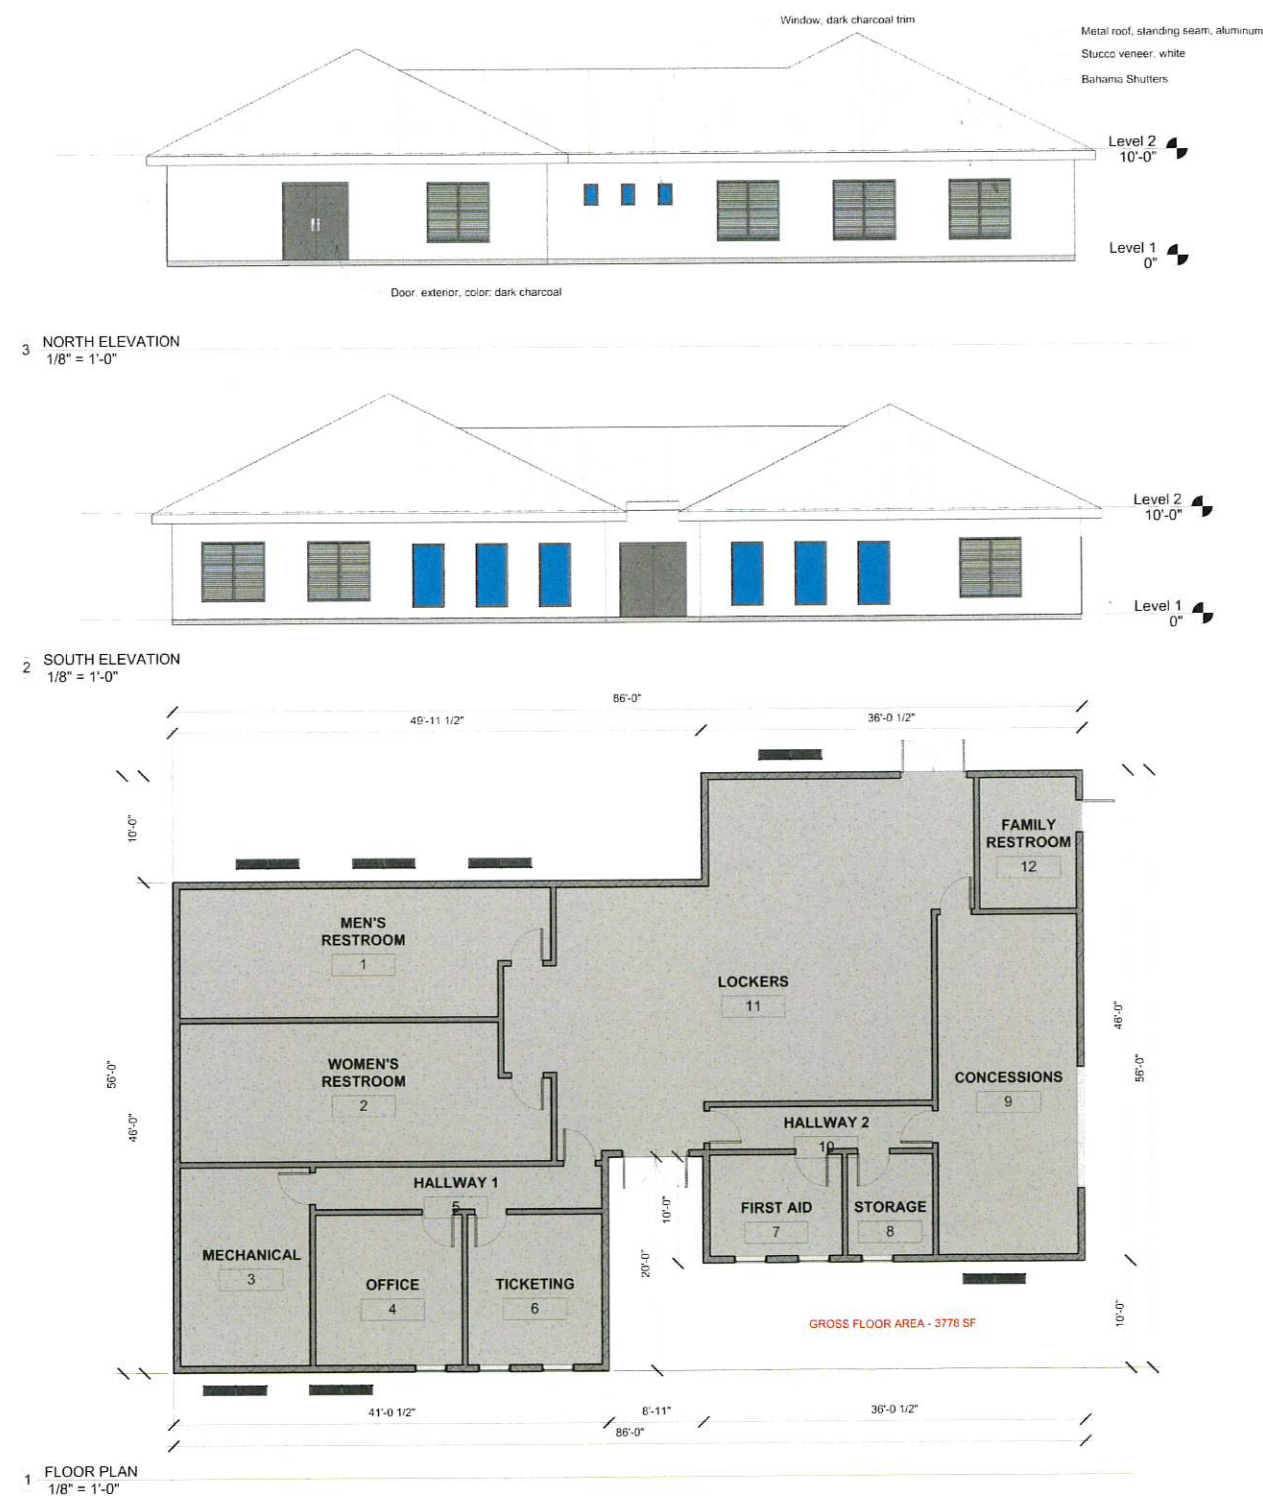 Window, dark charcoal trim
Metal roof, standing seam, aluminum
Stucco veneer. white
Bahama Shutters
Level 2
10'-0"
Level 1
0"
Door. exterior, color: dark charcoal
3 NORTH ELEVATION
1/8" = 1'-0"
Level 2
10'-0"
Level 1
0"
2 SOUTH ELEVATION
1/8" = 1'-0"
86'-0"
49'-11 1/2"
36'-0 1/2"
10'-0"
FAMILY
RESTROOM
12
MEN'S
RESTROOM
1
LOCKERS
11
46'-0"
56'-0"
WOMEN'S
RESTROOM
2
CONCESSIONS
9
56'-0"
46'-0"
HALLWAY 2
10
HALLWAY 1
5
FIRST AID
7
STORAGE
8
10'-0"
20'-0"
MECHANICAL
3
OFFICE
4
TICKETING
6
10'-0"
GROSS FLOOR AREA - 3778 SF
41'-0 1/2"
8'-11"
36'-0 1/2"
86'-0"
1 FLOOR PLAN
1/8" = 1'-0"